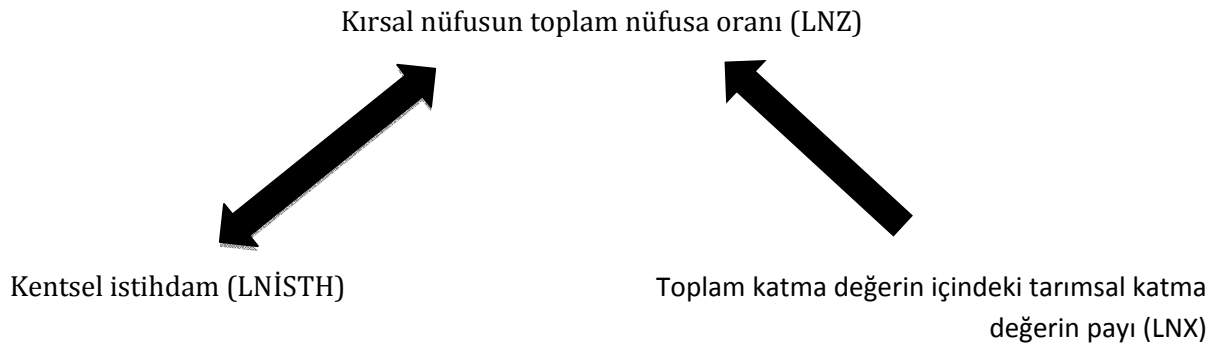 Kırsal nüfusun toplam nüfusa oranı (LNZ)
Kentsel istihdam (LNİSTH)
Toplam katma değerin içindeki tarımsal katma
değerin payı (LNX)